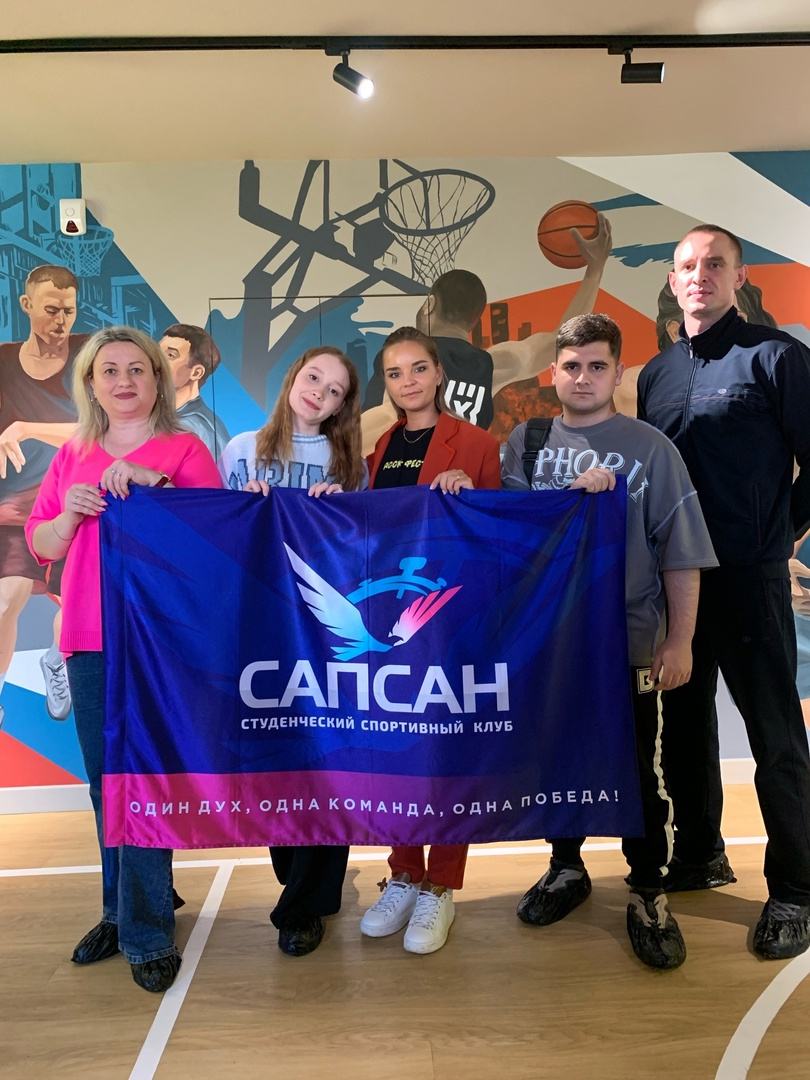 САПСАН
СТУДЕНЧЕСКИЙ СПОРТИВНЫЙ КЛУБ
ОДИН ДУХ, ОДНА КОМАНДА, ОДНА ПОБЕДА!